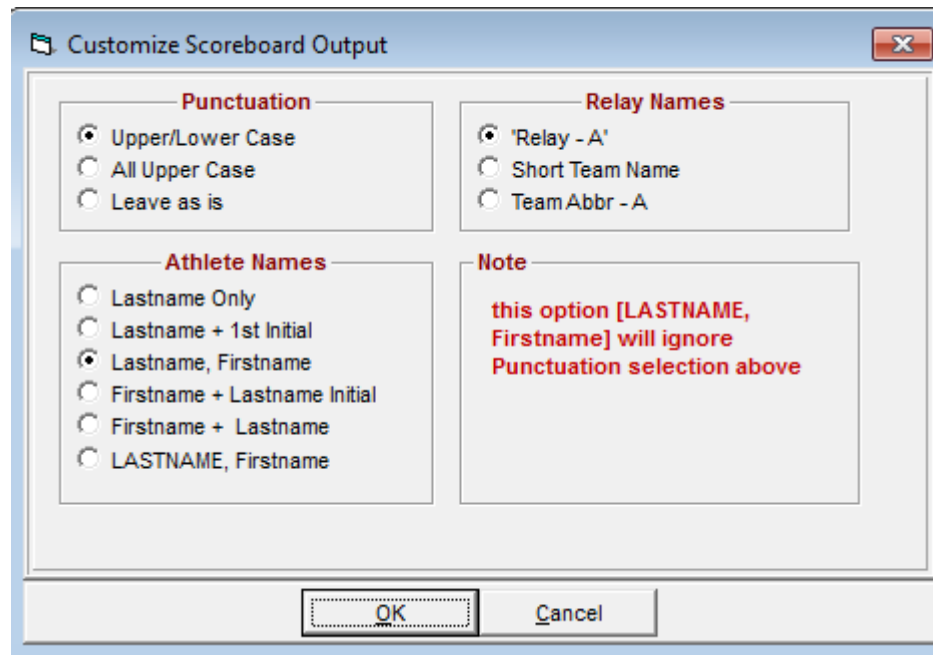 Customize Scoreboard Output
Punctuation
Upper/Lower Case
All Upper Case
Leave as is
Relay Names
'Relay - A'
Short Team Name
Team Abbr - A
Athlete Names
Lastname Only
Lastname + 1st Initial
Lastname, Firstname
Firstname + Lastname Initial
Firstname + Lastname
LASTNAME, Firstname
Note
this option [LASTNAME,
Firstname] will ignore
Punctuation selection above
OK
Cancel